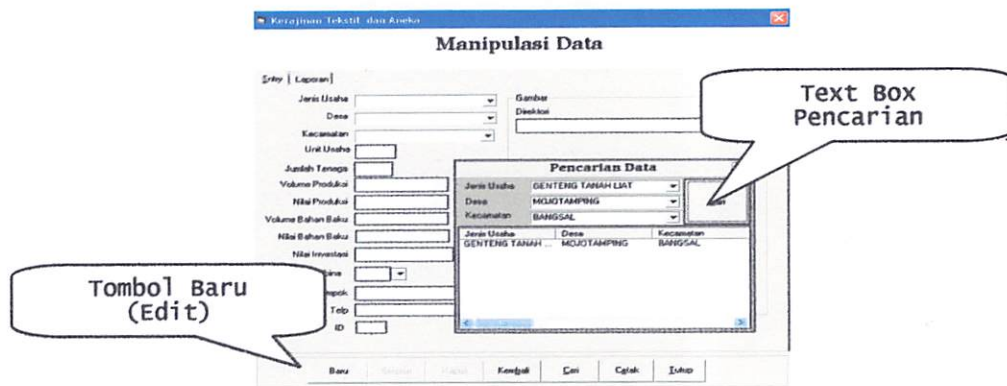 Kerajinan Tekstil dan Aneka
Manipulasi Data
Entry Laporan
Jenis Usaha
Desa
Kecamatan
Unit Usaha
Jumlah Tenaga
Volume Produksi
Nilai Produksi
Volume Bahan Baku
Nilai Bahan Baku
Nilai Investasi
Telp
ID
Gambar
Direktori
Text Box
Pencarian
Pencarian Data
Jenis Usaha GENTENG TANAH LIAT
Desa MOJOTAMPING
Kecamatan BANGSAL
Jenis Usaha Desa Kecamatan
GENTENG TANAH ... MOJOTAMPING BANGSAL
Tombol Baru
(Edit)
Baru Kembali Cari Cetak Tutup